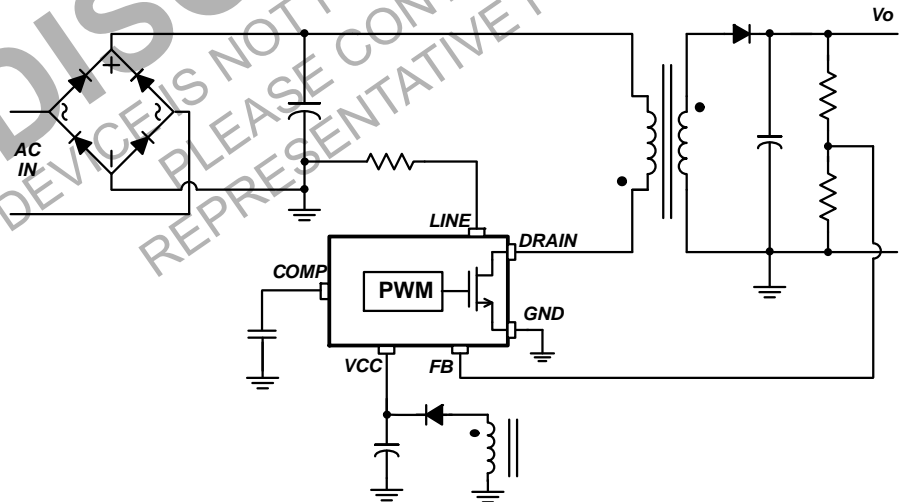 DISC
DEVICE IS NOT
PLEASE CONT
REPRESENTATIVE
Vo
AC
IN
LINE
DRAIN
COMP
PWM
GND
VCC
FB